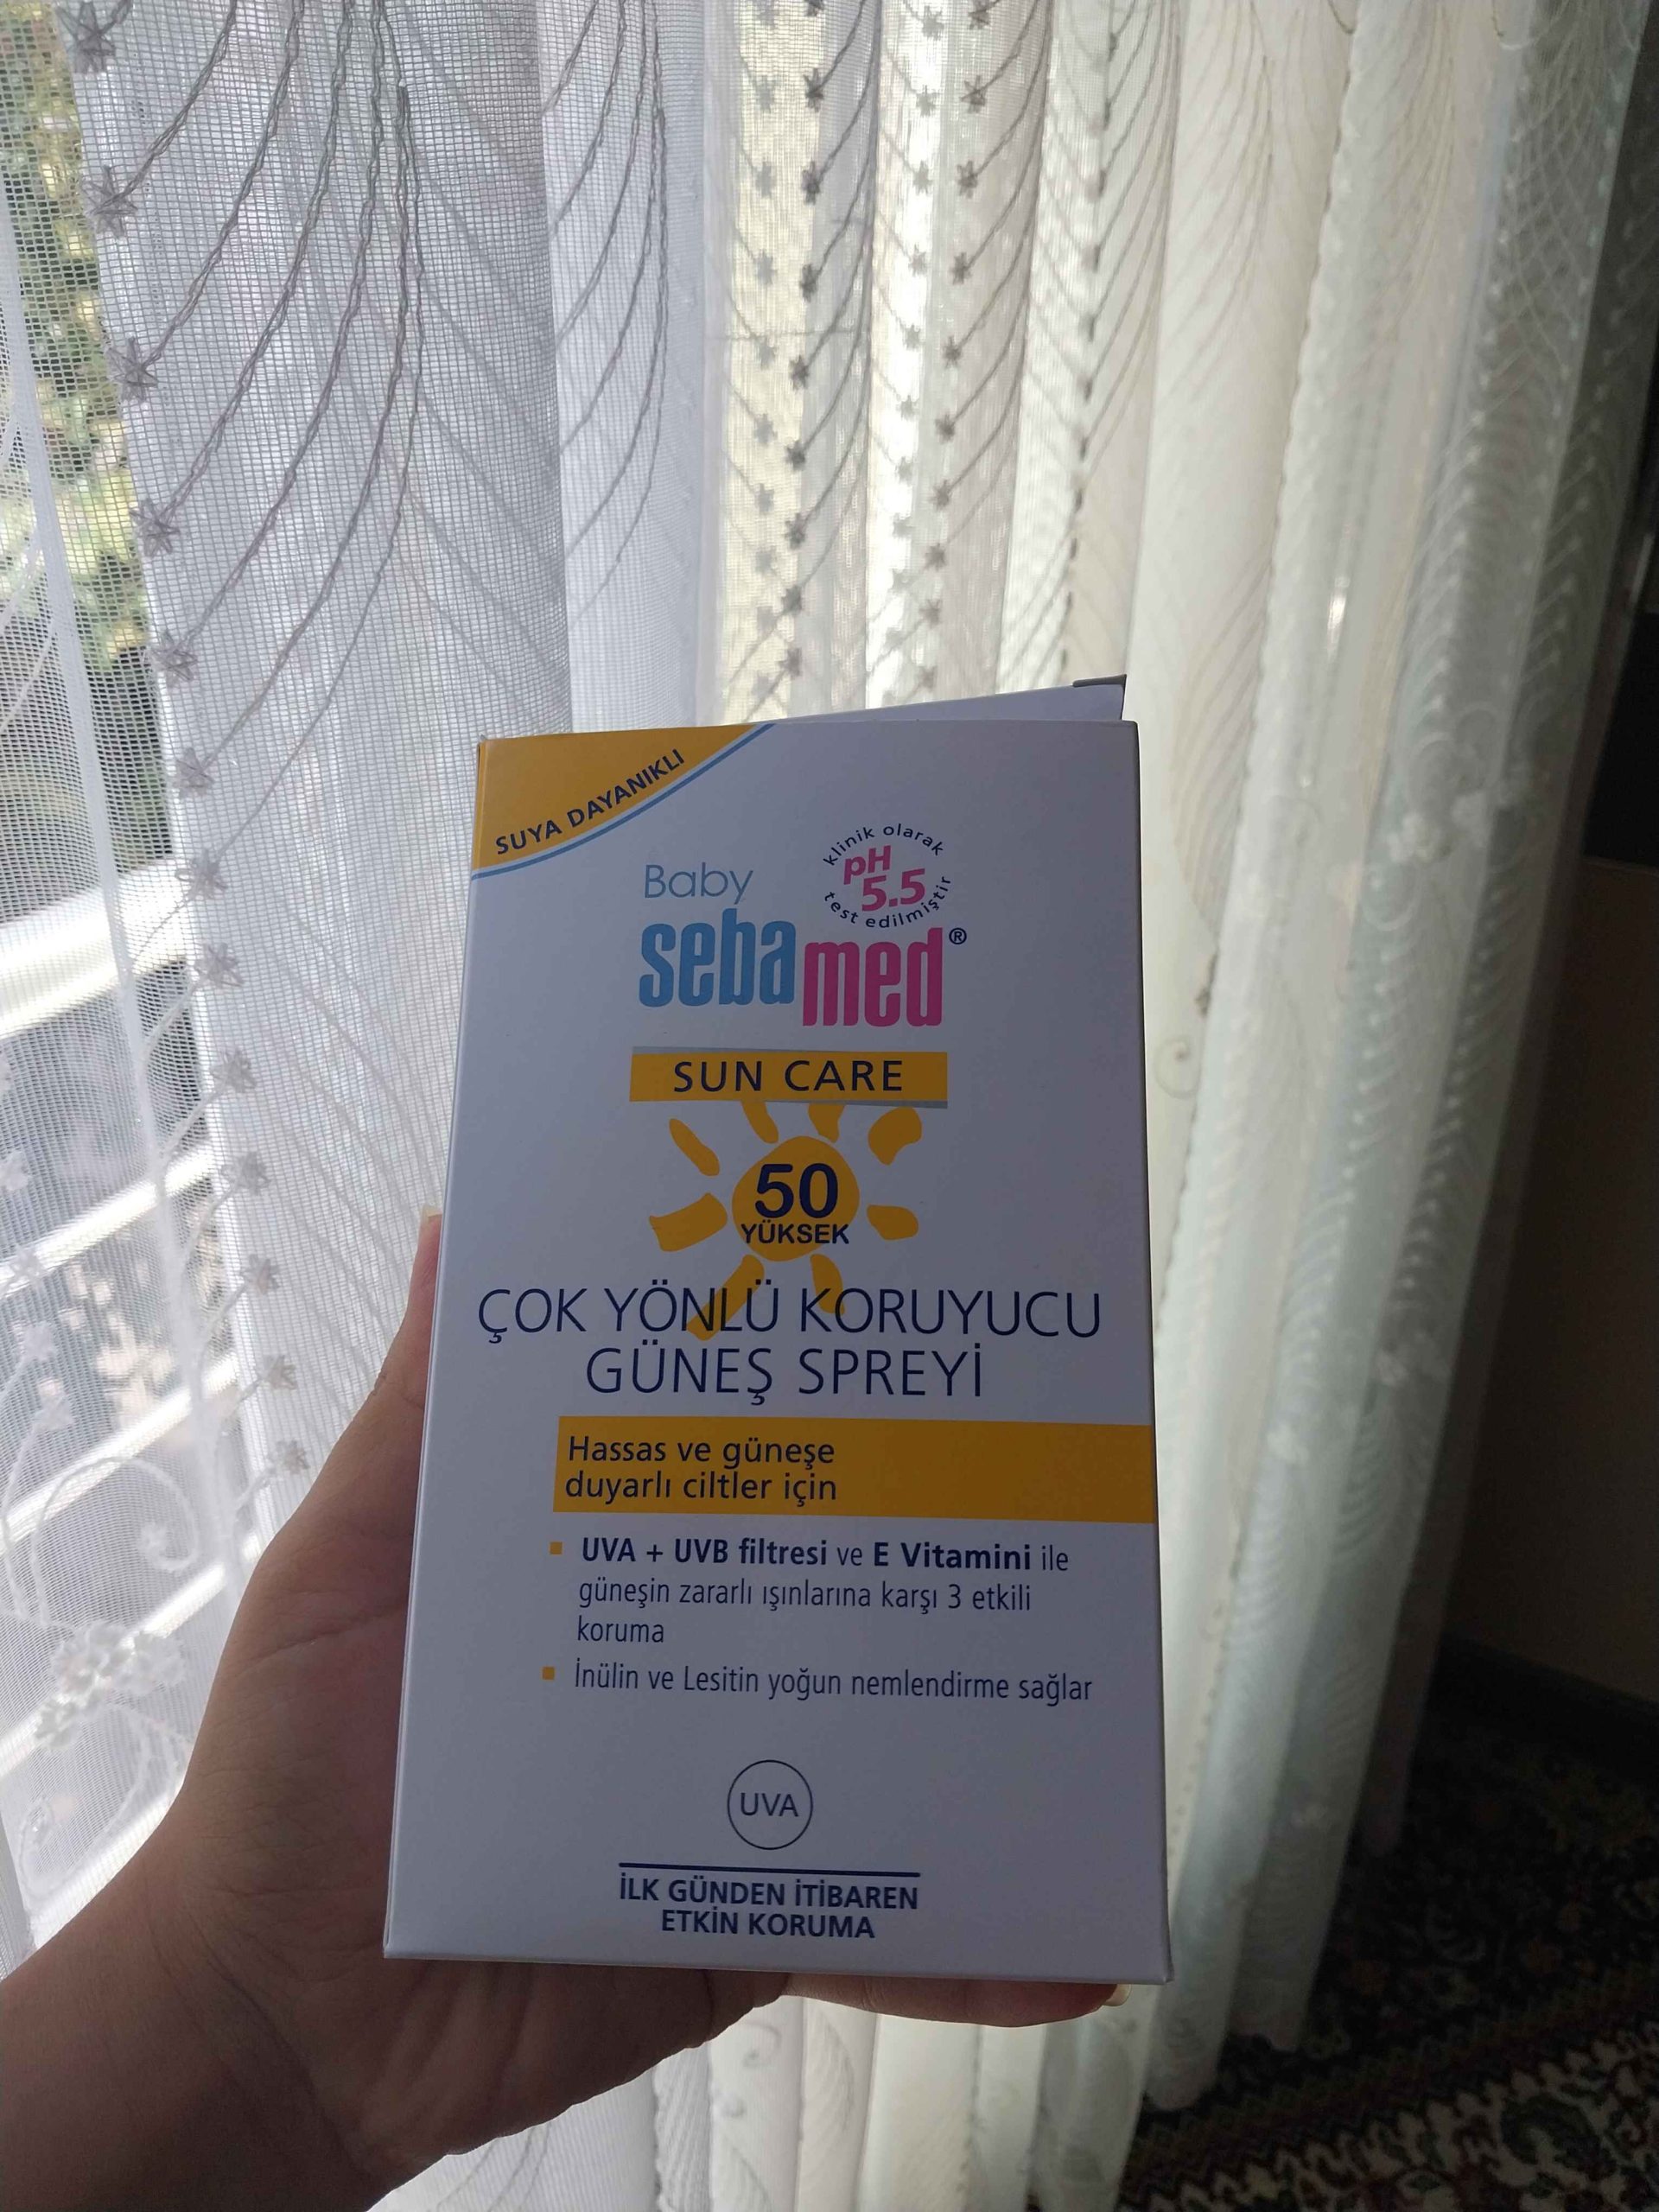 SUYA DAYANIKLI
klinik olarak
pH
5.5
test edilmiştir
Baby
sebamed®
SUN CARE
50
YÜKSEK
ÇOK YÖNLÜ KORUYUCU
GÜNEŞ SPREYİ
Hassas ve güneşe
duyarlı ciltler için
UVA + UVB filtresi ve E Vitamini ile
güneşin zararlı ışınlarına karşı 3 etkili
koruma
İnülin ve Lesitin yoğun nemlendirme sağlar
UVA
İLK GÜNDEN İTİBAREN
ETKİN KORUMA